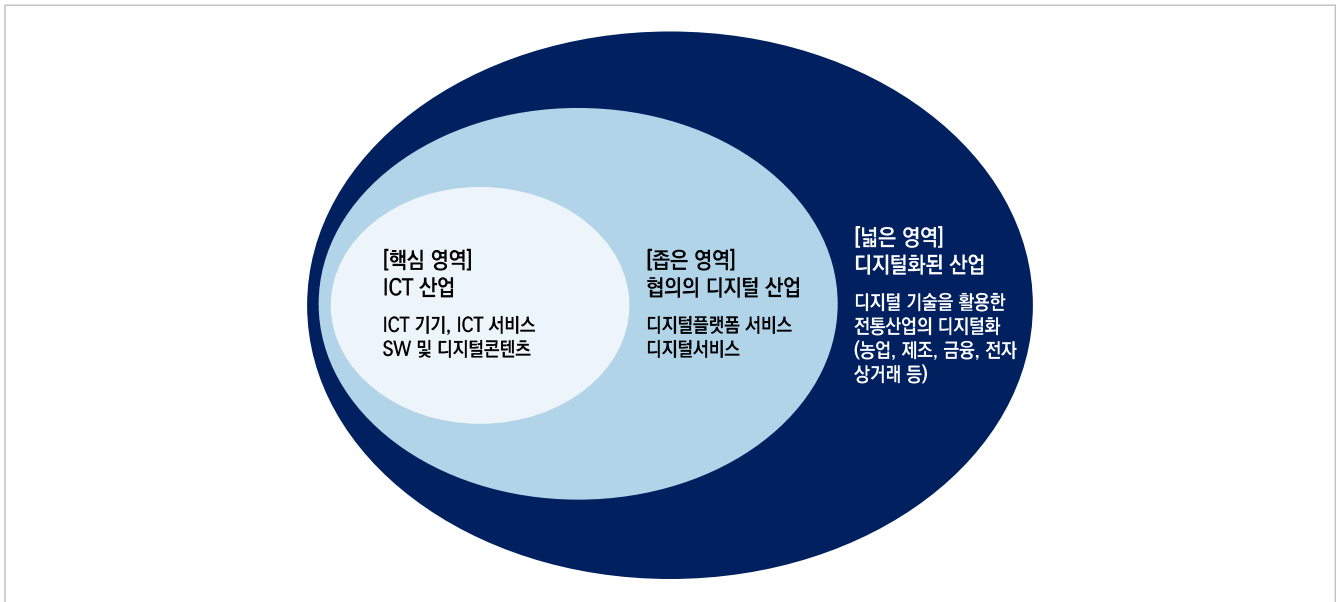 [핵심 영역]
ICT 산업
ICT 기기, ICT 서비스
SW 및 디지털콘텐츠
[좁은 영역]
협의의 디지털 산업
디지털플랫폼 서비스
디지털서비스
[넓은 영역]
디지털화된 산업
디지털 기술을 활용한
전통산업의 디지털화
(농업, 제조, 금융, 전자
상거래 등)